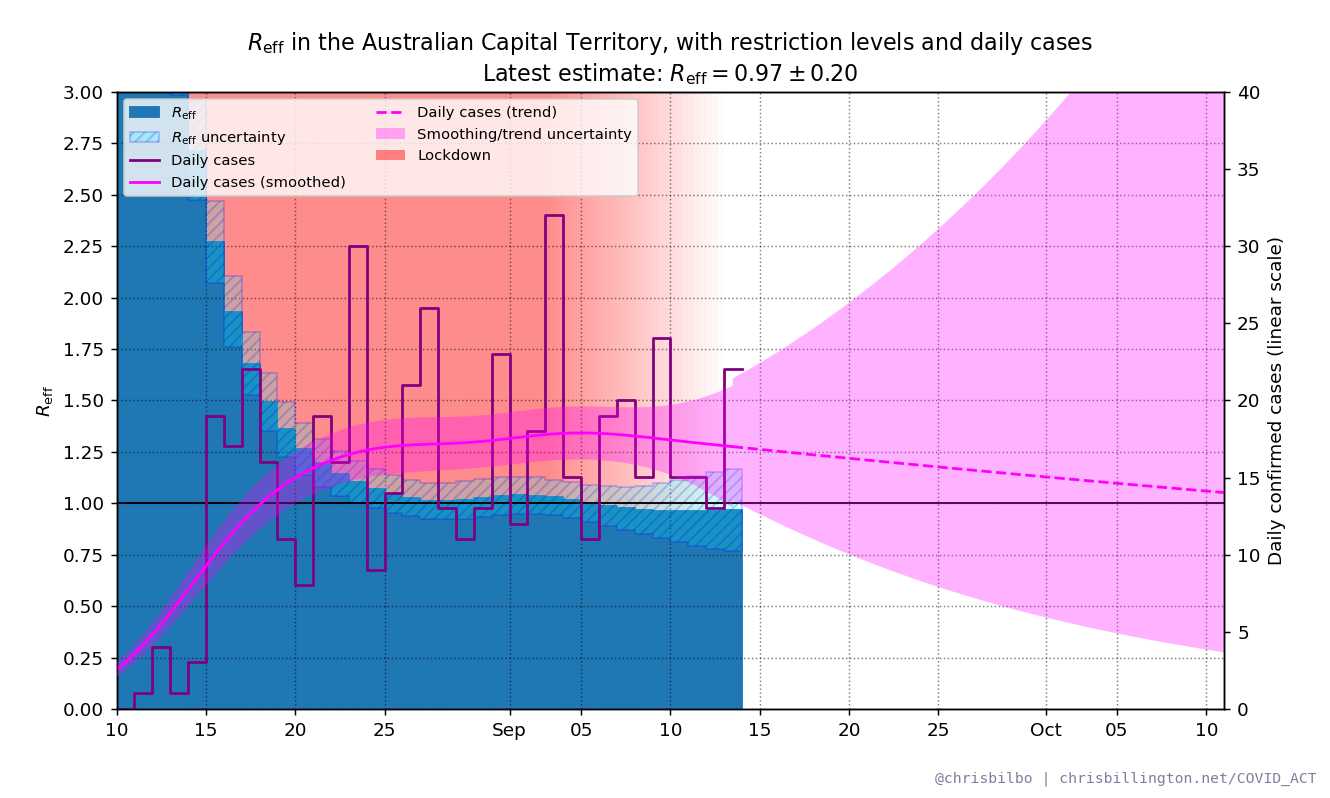 R_eff in the Australian Capital Territory, with restriction levels and daily cases
Latest estimate: R_eff = 0.97 ± 0.20
R_eff
R_eff uncertainty
Daily cases
Daily cases (smoothed)
Daily cases (trend)
Smoothing/trend uncertainty
Lockdown
R_eff
3.00
2.75
2.50
2.25
2.00
1.75
1.50
1.25
1.00
0.75
0.50
0.25
0.00
40
35
30
25
20
15
10
5
0
Daily confirmed cases (linear scale)
10 15 20 25 Sep 05 10 15 20 25 Oct 05 10
@chrisbilbo | chrisbillington.net/COVID_ACT